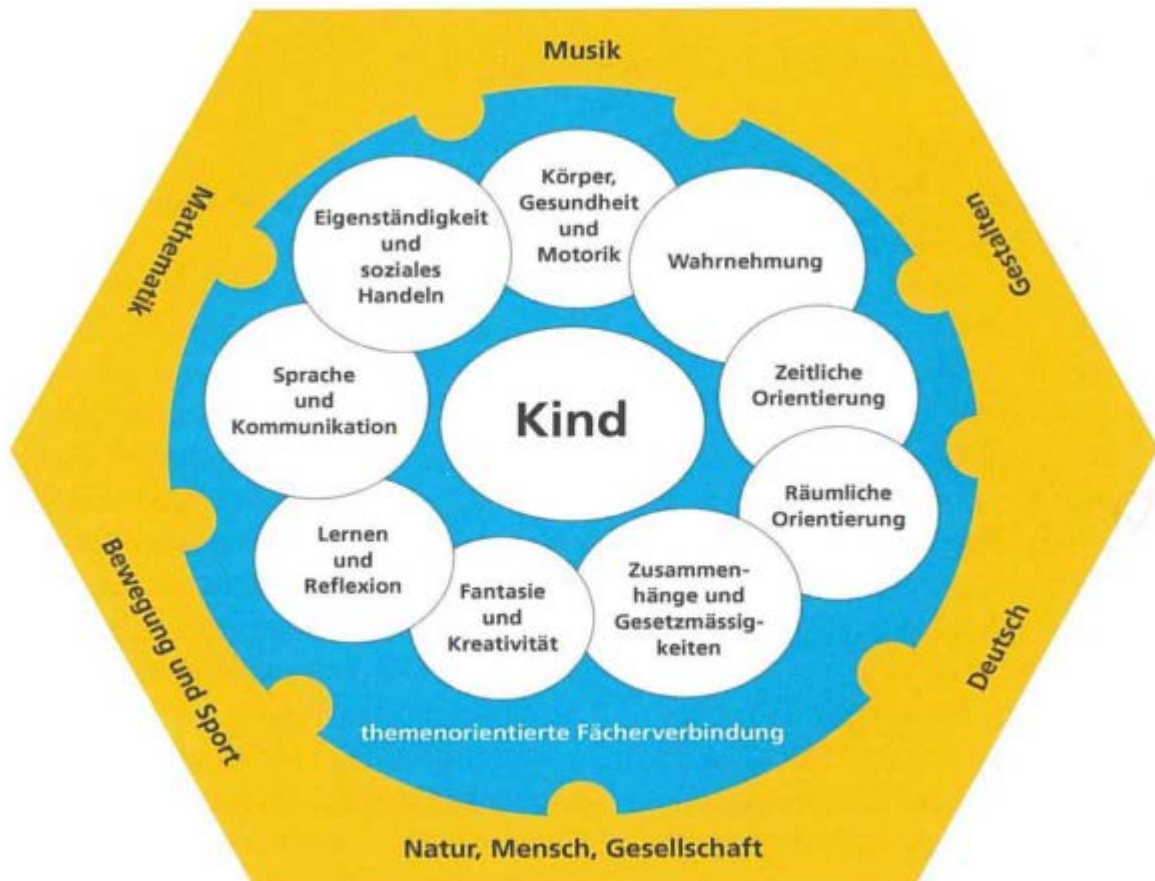 Musik
Mathematik
Gestalten
Körper,
Gesundheit
und
Motorik
Eigenständigkeit
und
soziales
Handeln
Wahrnehmung
Sprache
und
Kommunikation
Kind
Zeitliche
Orientierung
Räumliche
Orientierung
Lernen
und
Reflexion
Fantasie
und
Kreativität
Zusammen-
hänge und
Gesetzmässig-
keiten
Bewegung und Sport
Deutsch
themenorientierte Fächerverbindung
Natur, Mensch, Gesellschaft